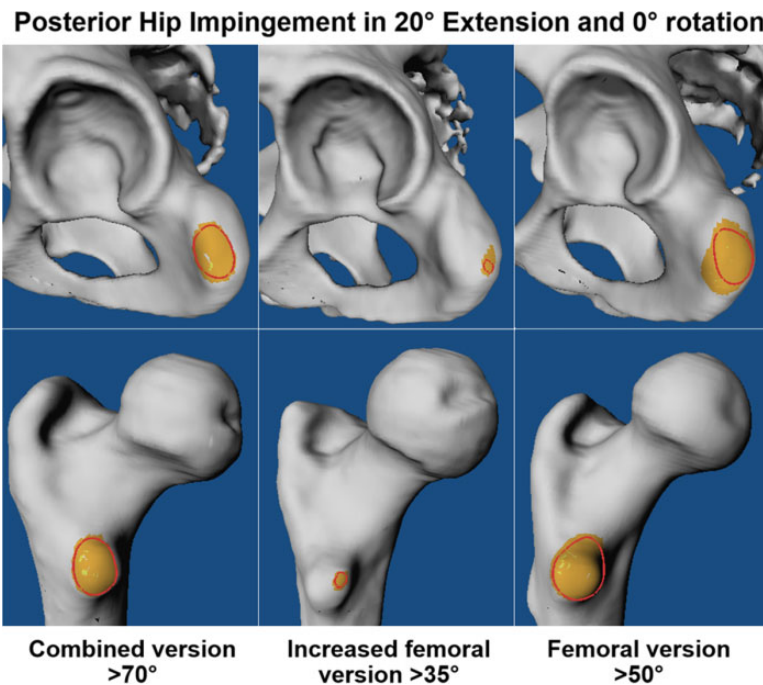 Posterior Hip Impingement in 20° Extension and 0° rotation
Combined version
>70°
Increased femoral
version >35°
Femoral version
>50°